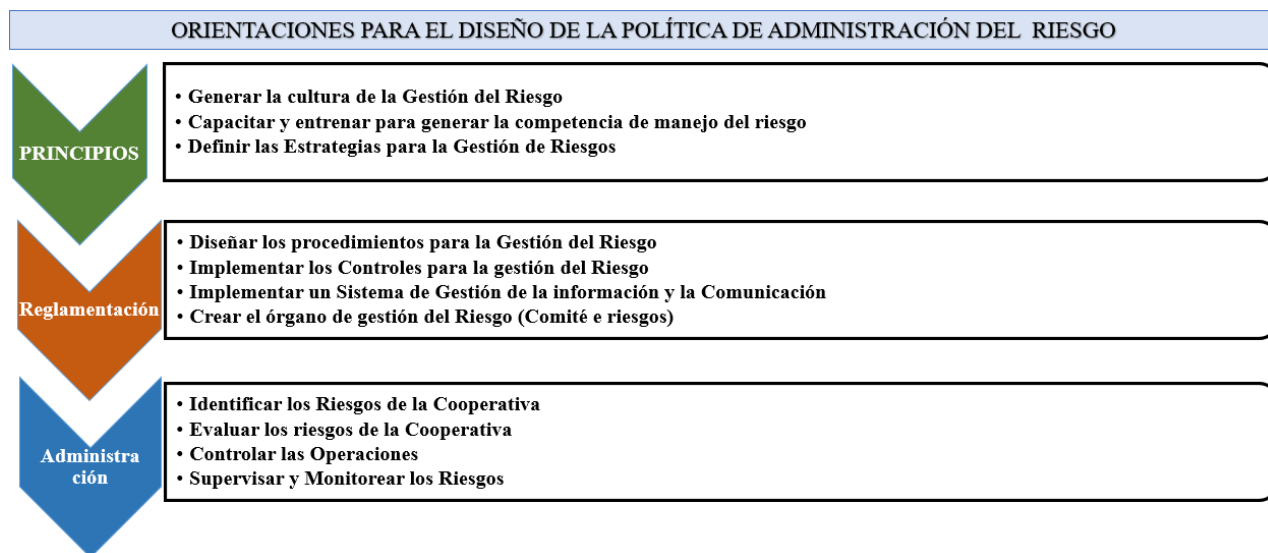 ORIENTACIONES PARA EL DISEÑO DE LA POLÍTICA DE ADMINISTRACIÓN DEL RIESGO
PRINCIPIOS
• Generar la cultura de la Gestión del Riesgo
• Capacitar y entrenar para generar la competencia de manejo del riesgo
• Definir las Estrategias para la Gestión de Riesgos
Reglamentación
• Diseñar los procedimientos para la Gestión del Riesgo
• Implementar los Controles para la gestión del Riesgo
• Implementar un Sistema de Gestión de la información y la Comunicación
• Crear el órgano de gestión del Riesgo (Comité e riesgos)
Administra
ción
• Identificar los Riesgos de la Cooperativa
• Evaluar los riesgos de la Cooperativa
• Controlar las Operaciones
• Supervisar y Monitorear los Riesgos